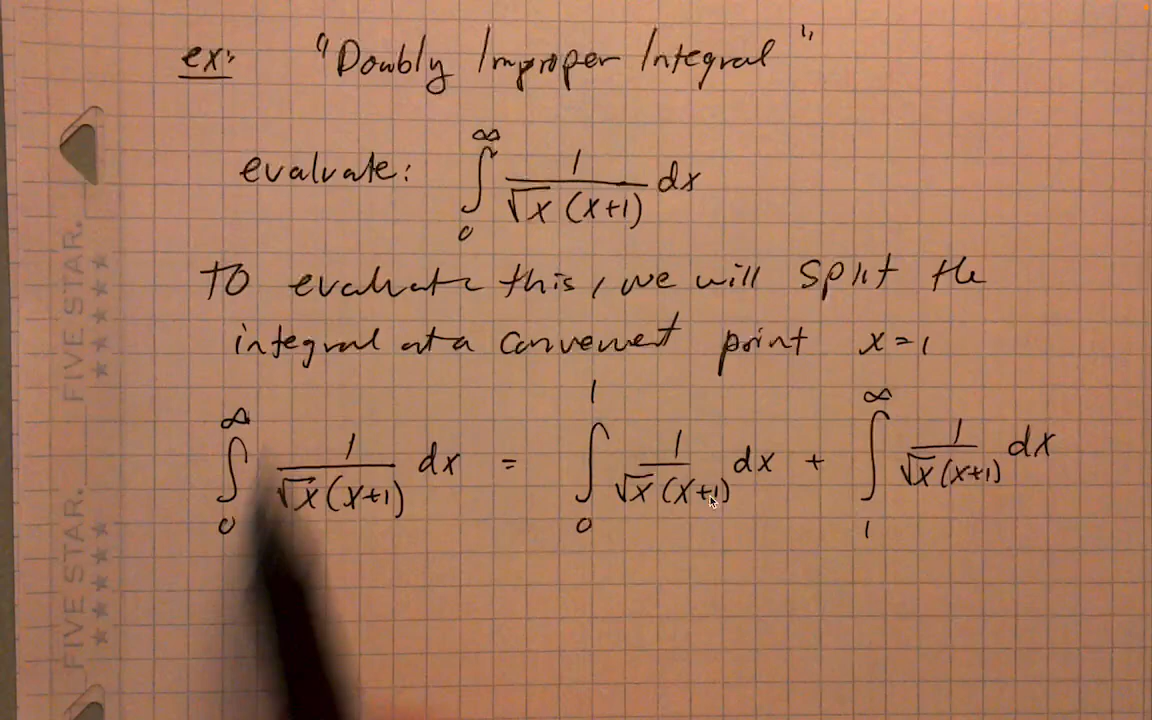 ex: "Doubly Improper Integral"
evaluate: ∫₀^∞ 1/(√x (x+1)) dx
To evaluate this, we will split the
integral at a convenient point x=1
∫₀^∞ 1/(√x (x+1)) dx = ∫₀^1 1/(√x (x+1)) dx + ∫₁^∞ 1/(√x (x+1)) dx
FIVE STAR.
FIVE STAR.